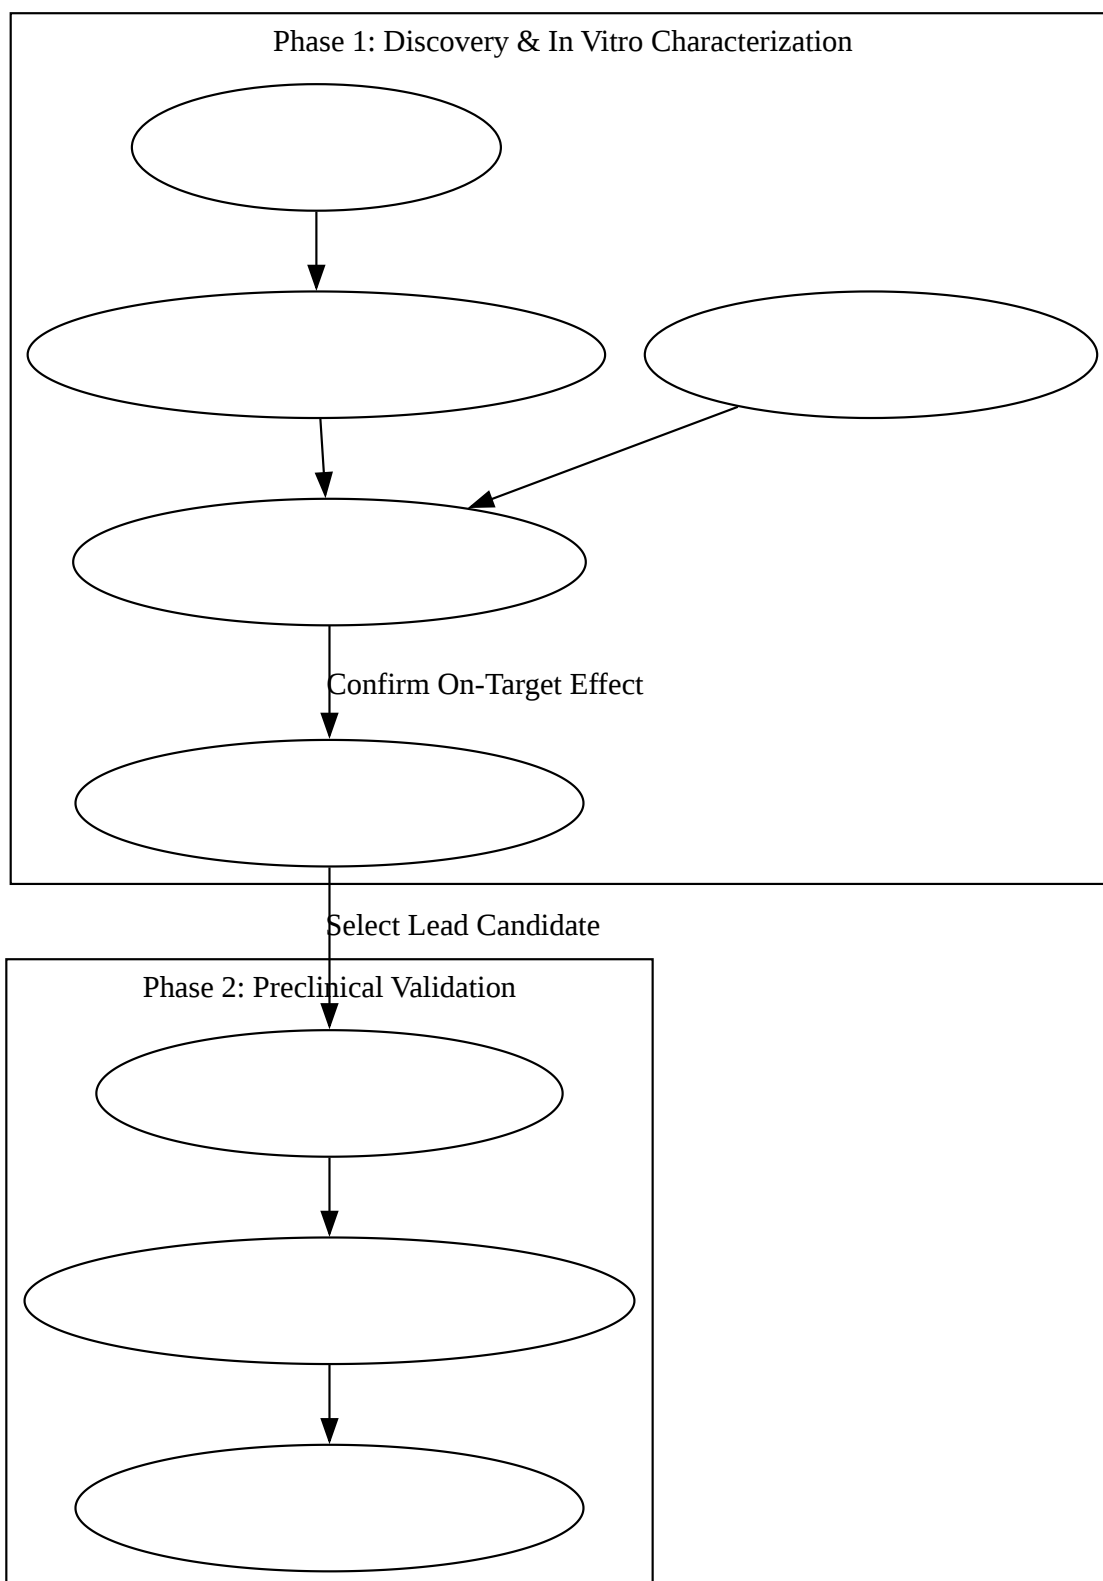 Phase 1: Discovery & In Vitro Characterization
Confirm On-Target Effect
Select Lead Candidate
Phase 2: Preclinical Validation